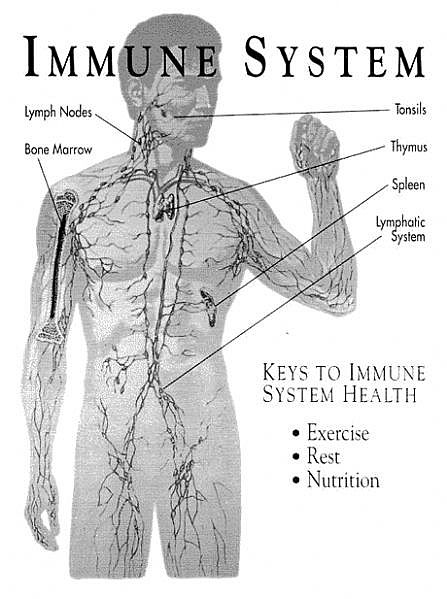 IMMUNE SYSTEM
Lymph Nodes
Bone Marrow
Tonsils
Thymus
Spleen
Lymphatic
System
KEYS TO IMMUNE
SYSTEM HEALTH
• Exercise
• Rest
• Nutrition